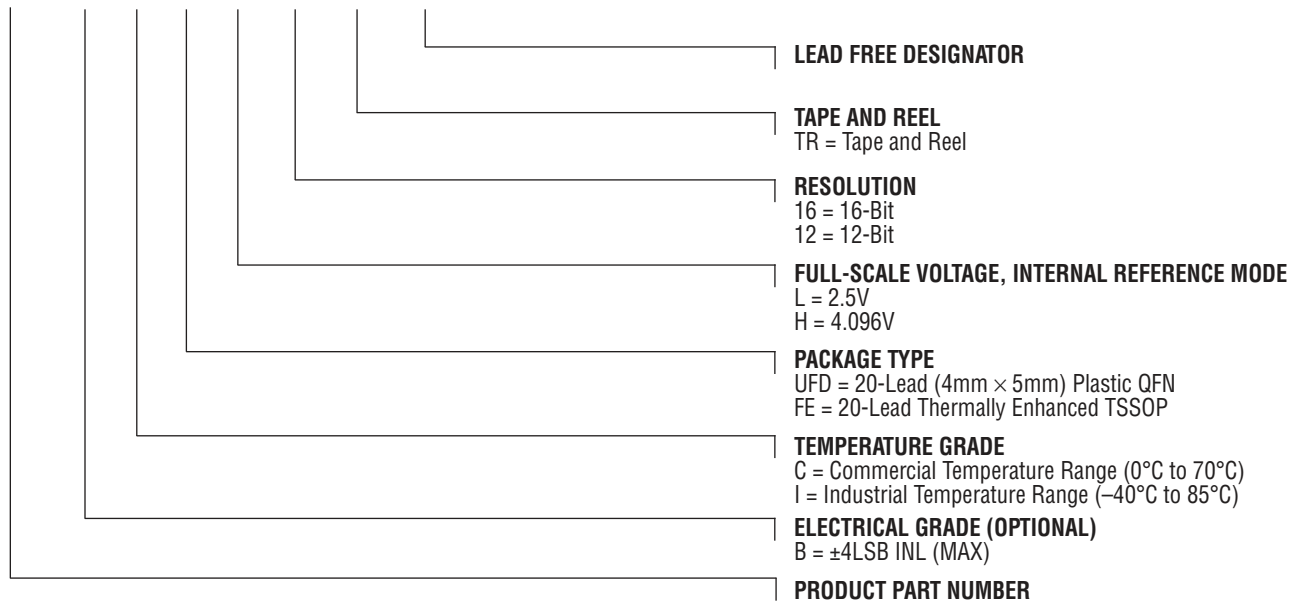 LEAD FREE DESIGNATOR
TAPE AND REEL
TR = Tape and Reel
RESOLUTION
16 = 16-Bit
12 = 12-Bit
FULL-SCALE VOLTAGE, INTERNAL REFERENCE MODE
L = 2.5V
H = 4.096V
PACKAGE TYPE
UFD = 20-Lead (4mm × 5mm) Plastic QFN
FE = 20-Lead Thermally Enhanced TSSOP
TEMPERATURE GRADE
C = Commercial Temperature Range (0°C to 70°C)
I = Industrial Temperature Range (–40°C to 85°C)
ELECTRICAL GRADE (OPTIONAL)
B = ±4LSB INL (MAX)
PRODUCT PART NUMBER